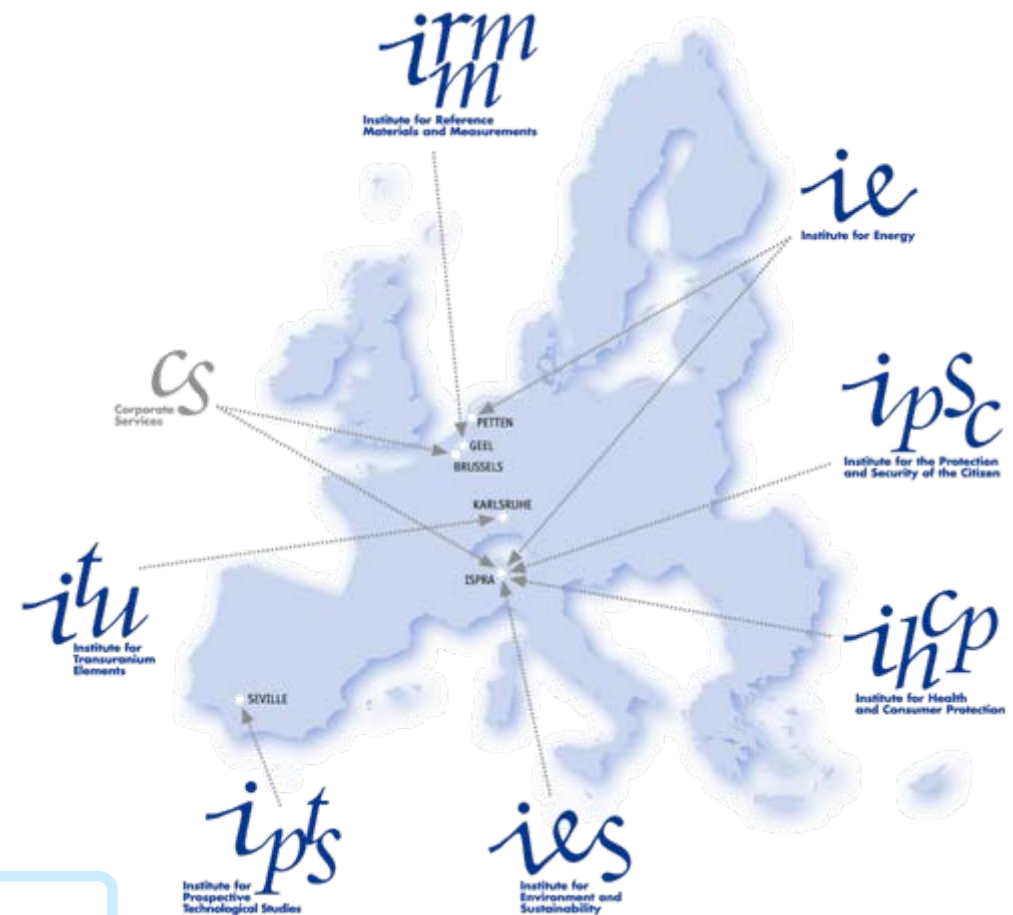 irmm
Institute for Reference
Materials and Measurements
ie
Institute for Energy
cs
Corporate
Services
ipsc
Institute for the Protection
and Security of the Citizen
PETTEN
GEEL
BRUSSELS
KARLSRUHE
ISPRA
itu
Institute for
Transuranium
Elements
ihcp
Institute for Health
and Consumer Protection
SEVILLE
ipts
Institute for
Prospective
Technological Studies
ies
Institute for
Environment and
Sustainability